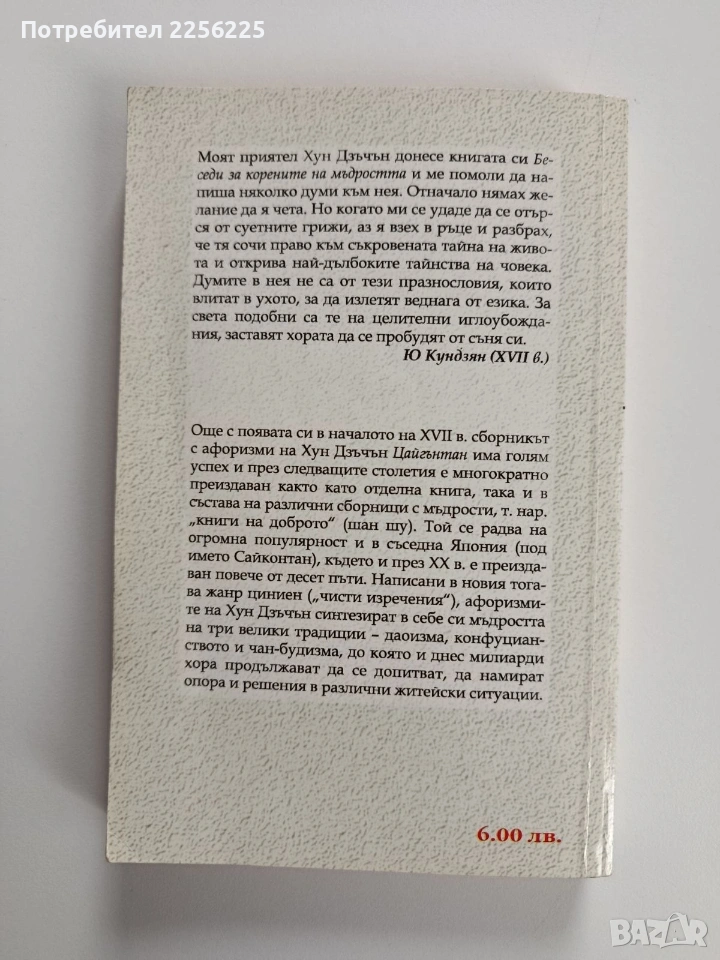 Потребител 2256225
Моят приятел Хун Дзъчън донесе книгата си Бе-
седи за корените на мъдростта и ме помоли да на-
пиша няколко думи към нея. Отначало нямах же-
лание да я чета. Но когато ми се удаде да се отър-
ся от суетните грижи, аз я взех в ръце и разбрах,
че тя сочи право към съкровената тайна на живо-
та и открива най-дълбоките тайнства на човека.
Думите в нея не са от тези празнословия, които
влитат в ухото, за да излетят веднага от езика. За
света подобни са те на целителни иглоубожда-
ния, заставят хората да се пробудят от съня си.
Ю Кундзян (XVII в.)
Още с появата си в началото на XVII в. сборникът
с афоризми на Хун Дзъчън Цайгънтан има голям
успех и през следващите столетия е многократно
преиздаван както като отделна книга, така и в
състава на различни сборници с мъдрости, т. нар.
„книги на доброто“ (шан шу). Той се радва на
огромна популярност и в съседна Япония (под
името Сайконтан), където и през XX в. е преизда-
ван повече от десет пъти. Написани в новия тога-
ва жанр циниен („чисти изречения“), афоризми-
те на Хун Дзъчън синтезират в себе си мъдростта
на три велики традиции – даоизма, конфуциан-
ството и чан-будизма, до която и днес милиарди
хора продължават да се допитват, да намират
опора и решения в различни житейски ситуации.
6.00 лв.
BAZAR